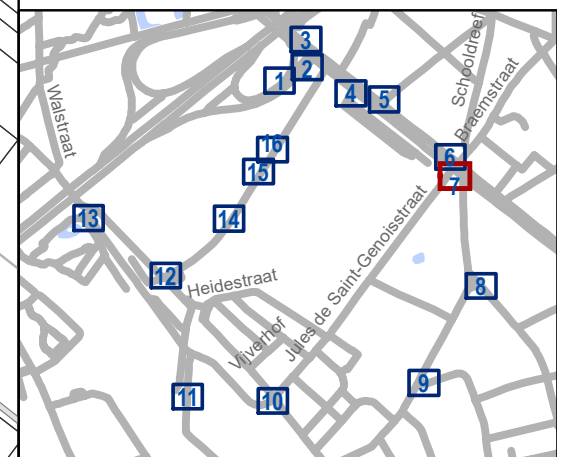 3
2
1
4
5
Schooldreef
Braemstraat
Walstraat
16
15
6
7
13
14
12
Heidestraat
Jules de Saint-Genoisstraat
8
Vijverhof
9
11
10